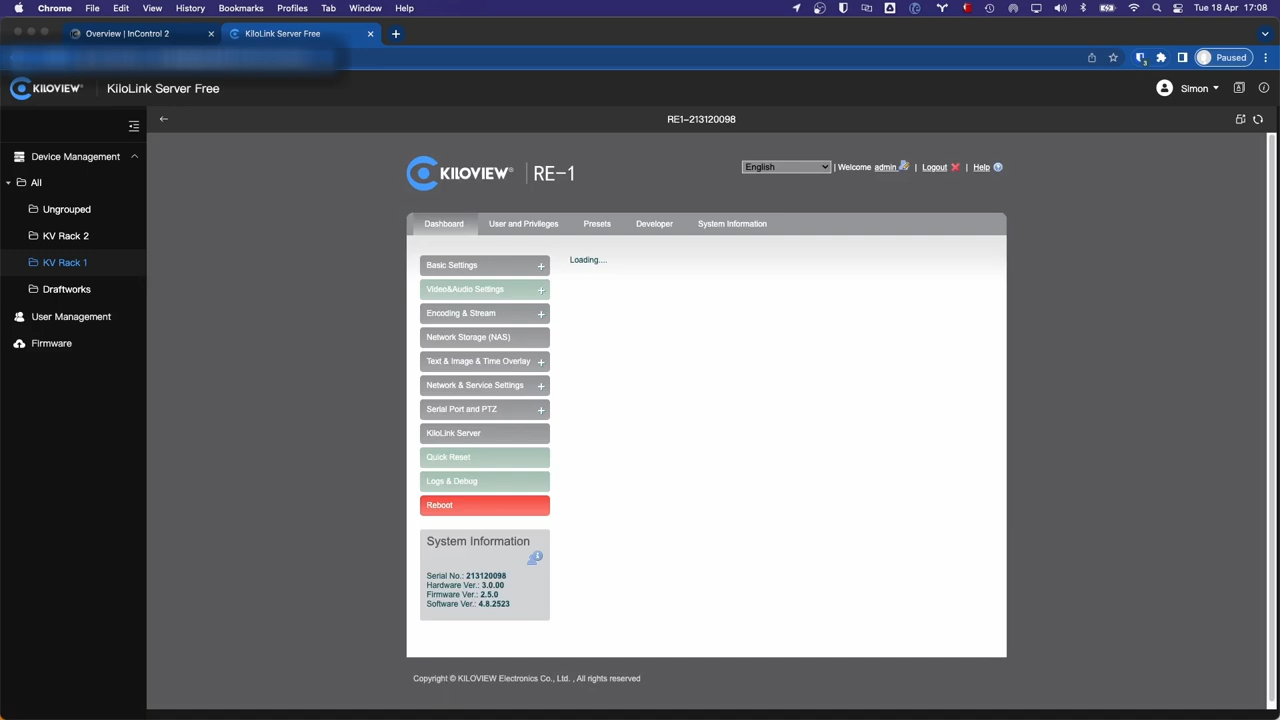 Chrome File Edit View History Bookmarks Profiles Tab Window Help Tue 18 Apr 17:08
Overview | InControl 2
KiloLink Server Free
Paused
KILOVIEW® KiloLink Server Free
Simon
RE1-213120098
Device Management
All
Ungrouped
KV Rack 2
KV Rack 1
Draftworks
User Management
Firmware
KILOVIEW® RE-1
English | Welcome admin | Logout | Help
Dashboard User and Privileges Presets Developer System Information
Basic Settings
Video&Audio Settings
Encoding & Stream
Network Storage (NAS)
Text & Image & Time Overlay
Network & Service Settings
Serial Port and PTZ
KiloLink Server
Quick Reset
Logs & Debug
Reboot
Loading....
System Information
Serial No.: 213120098
Hardware Ver.: 3.0.00
Firmware Ver.: 2.5.0
Software Ver.: 4.8.2523
Copyright © KILOVIEW Electronics Co., Ltd. , All rights reserved